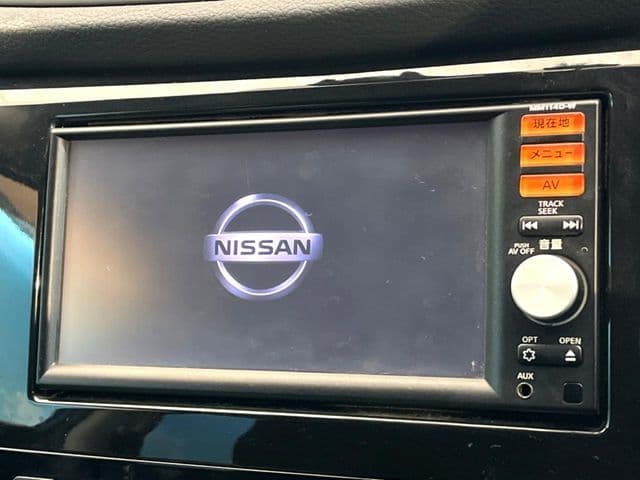 MM114D-W
現在地
メニュー
AV
TRACK
SEEK
PUSH
AV OFF
音量
NISSAN
OPT
OPEN
AUX